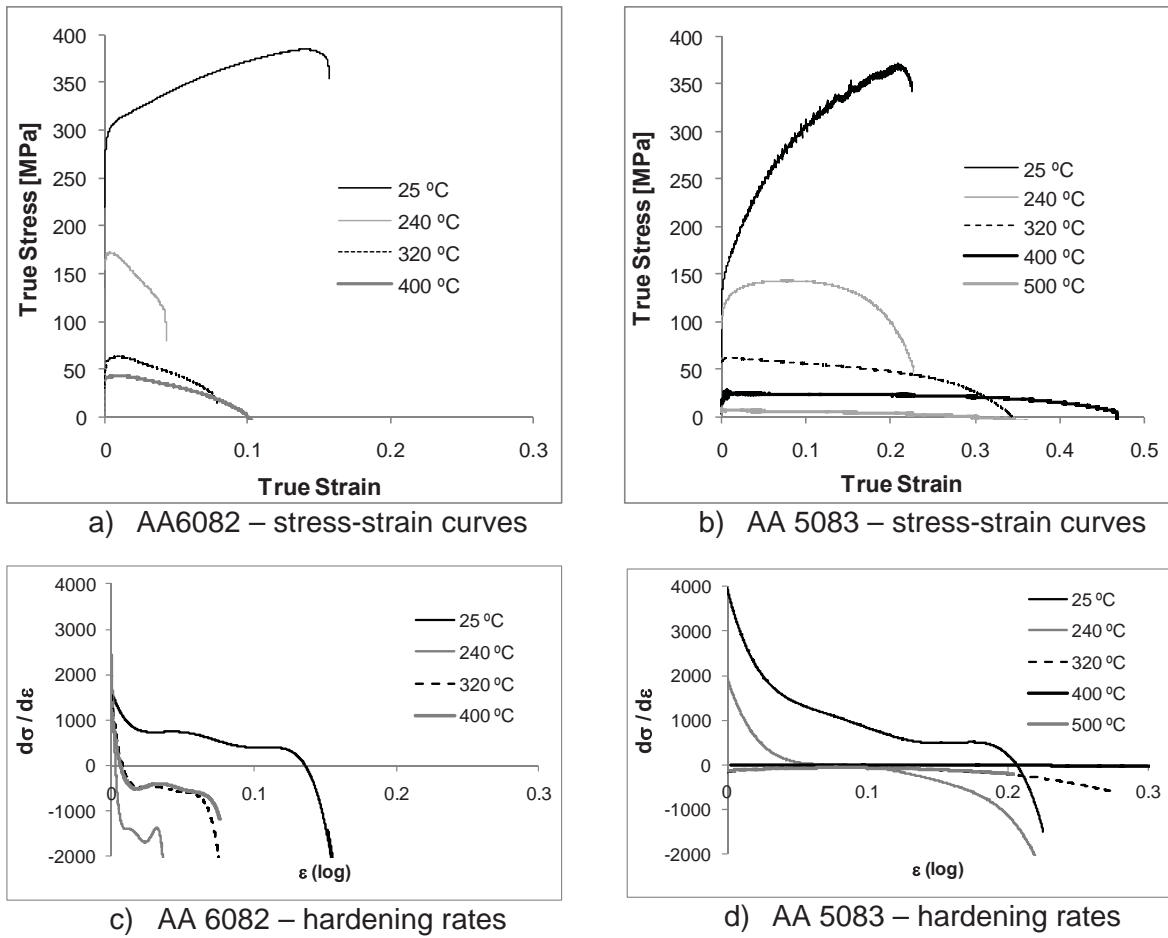 400
350
300
250
200
150
100
50
0
True Stress [MPa]
25 ºC
240 ºC
320 ºC
400 ºC
0
0.1
0.2
0.3
True Strain
a) AA6082 – stress-strain curves
400
350
300
250
200
150
100
50
0
True Stress [MPa]
25 ºC
240 ºC
320 ºC
400 ºC
500 ºC
0
0.1
0.2
0.3
0.4
0.5
True Strain
b) AA 5083 – stress-strain curves
4000
3000
2000
1000
0
-1000
-2000
dσ / dε
25 ºC
240 ºC
320 ºC
400 ºC
0
0.1
0.2
0.3
ε (log)
c) AA 6082 – hardening rates
4000
3000
2000
1000
0
-1000
-2000
dσ / dε
25 ºC
240 ºC
320 ºC
400 ºC
500 ºC
0
0.1
0.2
0.3
ε (log)
d) AA 5083 – hardening rates